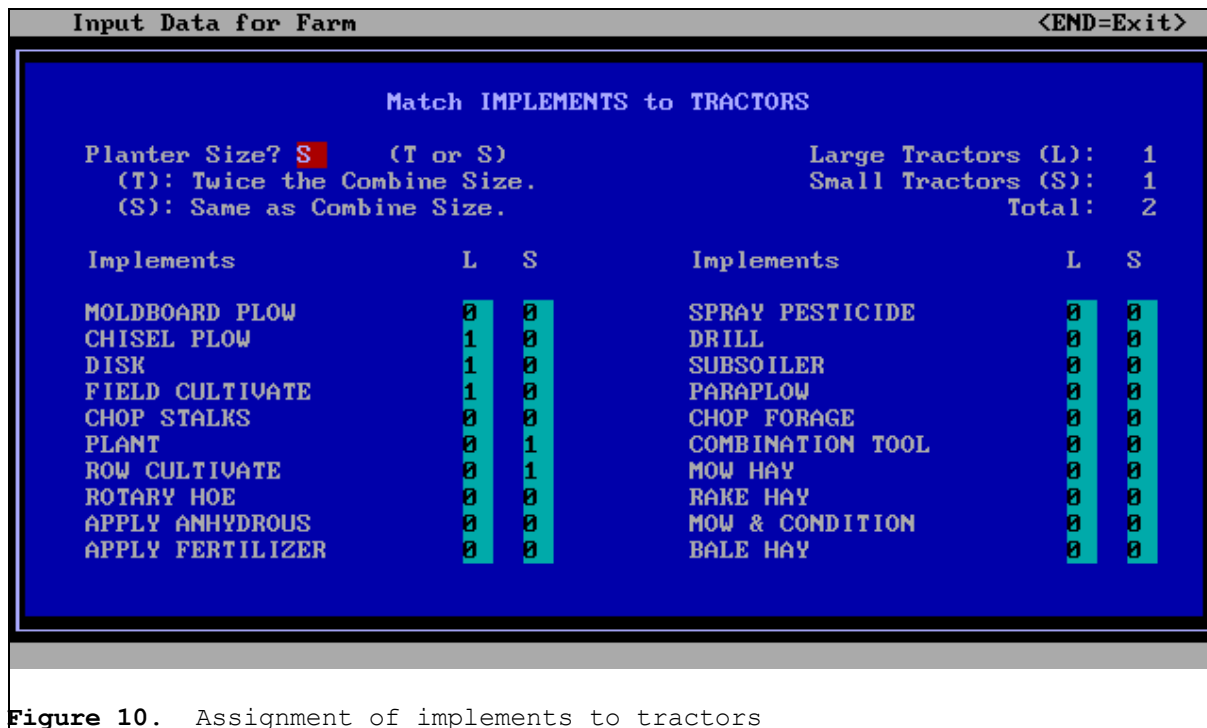 Input Data for Farm <END=Exit>
Match IMPLEMENTS to TRACTORS
Planter Size? S (T or S) Large Tractors (L): 1
(T): Twice the Combine Size. Small Tractors (S): 1
(S): Same as Combine Size. Total: 2
Implements L S Implements L S
MOLDBOARD PLOW 0 0 SPRAY PESTICIDE 0 0
CHISEL PLOW 1 0 DRILL 0 0
DISK 1 0 SUBSOILER 0 0
FIELD CULTIVATE 1 0 PARAPLOW 0 0
CHOP STALKS 0 0 CHOP FORAGE 0 0
PLANT 0 1 COMBINATION TOOL 0 0
ROW CULTIVATE 0 1 MOW HAY 0 0
ROTARY HOE 0 0 RAKE HAY 0 0
APPLY ANHYDROUS 0 0 MOW & CONDITION 0 0
APPLY FERTILIZER 0 0 BALE HAY 0 0
Figure 10. Assignment of implements to tractors